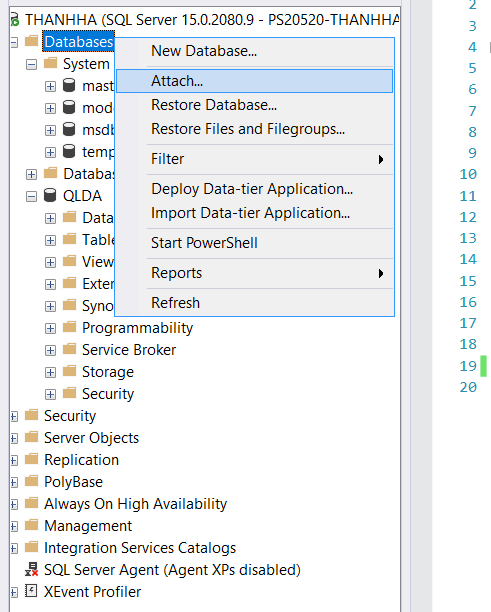 THANHHA (SQL Server 15.0.2080.9 - PS20520-THANHHA
Databases
New Database...
System
Attach...
mast
Restore Database...
mode
Restore Files and Filegroups...
msdb
temp
Filter
Databas
Deploy Data-tier Application...
QLDA
Import Data-tier Application...
Data
Table
Start PowerShell
View
Reports
Exter
Syno
Refresh
Programmability
Service Broker
Storage
Security
Security
Server Objects
Replication
PolyBase
Always On High Availability
Management
Integration Services Catalogs
SQL Server Agent (Agent XPs disabled)
XEvent Profiler
2
3
4
5
6
7
8
9
10
11
12
13
14
15
16
17
18
19
20